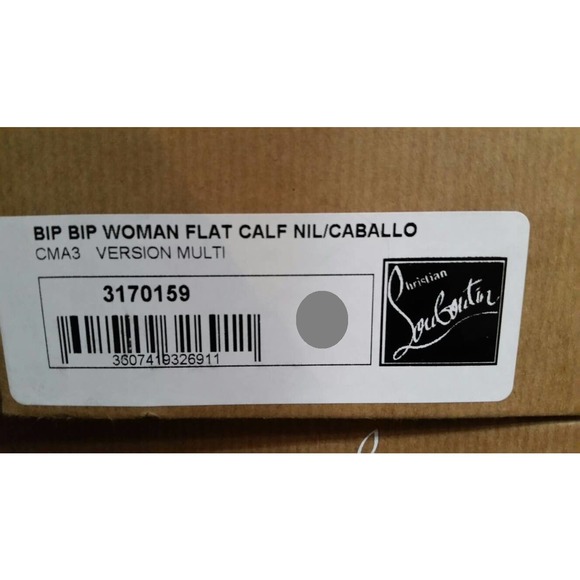 BIP BIP WOMAN FLAT CALF NIL/CABALLO
CMA3 VERSION MULTI
3170159
3607419326911
Christian
Louboutin